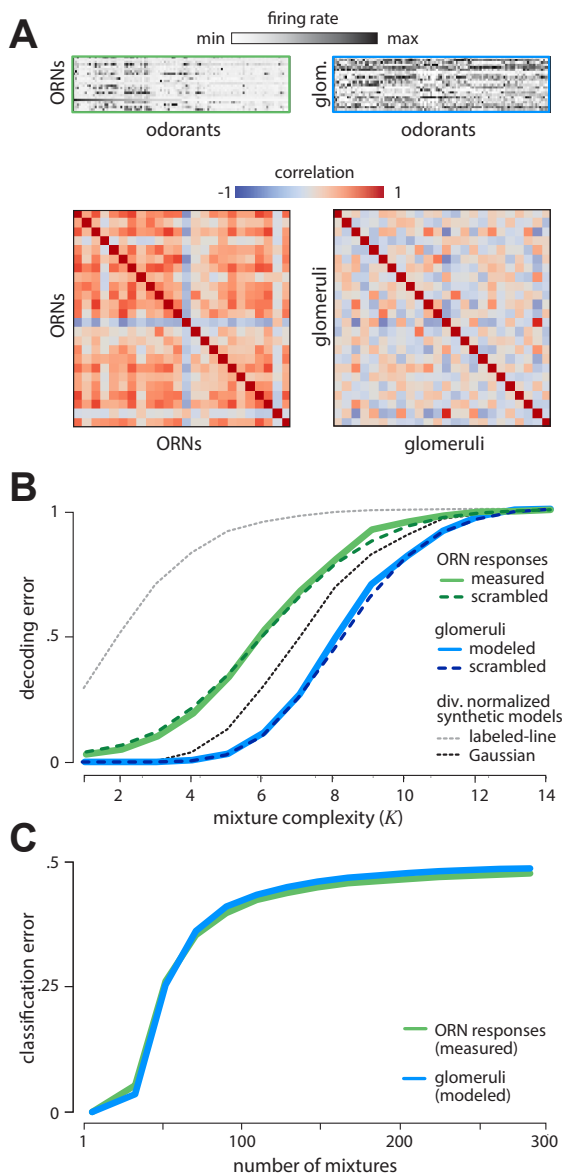 A
firing rate
min max
ORNs
odorants
glom.
odorants
correlation
-1 1
ORNs
ORNs
glomeruli
glomeruli
B
decoding error
1
.5
0
2 4 6 8 10 12 14
mixture complexity (K)
ORN responses
measured
scrambled
glomeruli
modeled
scrambled
div. normalized
synthetic models
labeled-line
Gaussian
C
classification error
.5
.25
0
1 100 200 300
number of mixtures
ORN responses
(measured)
glomeruli
(modeled)